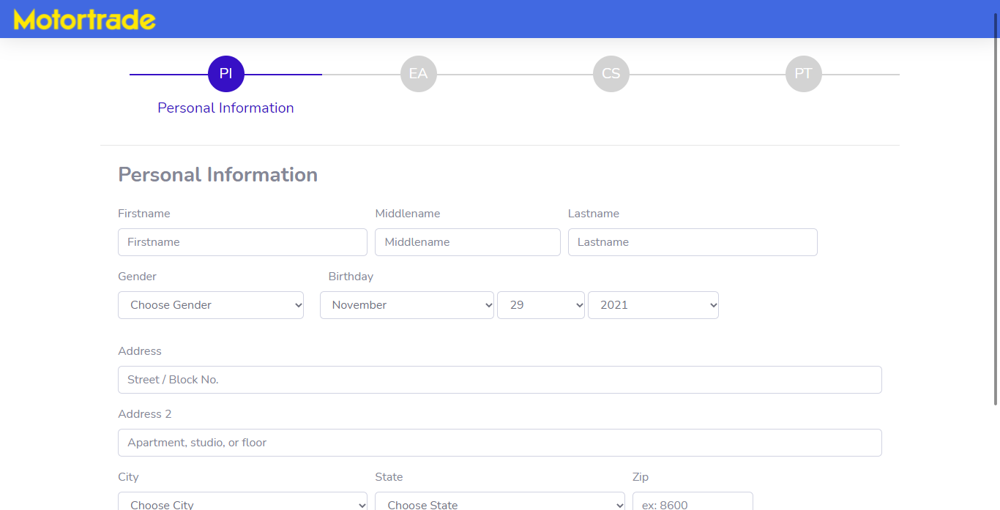 Motortrade
PI EA CS PT
Personal Information
Personal Information
Firstname Middlename Lastname
Firstname Middlename Lastname
Gender Birthday
Choose Gender November 29 2021
Address
Street / Block No.
Address 2
Apartment, studio, or floor
City State Zip
Choose City Choose State ex: 8600